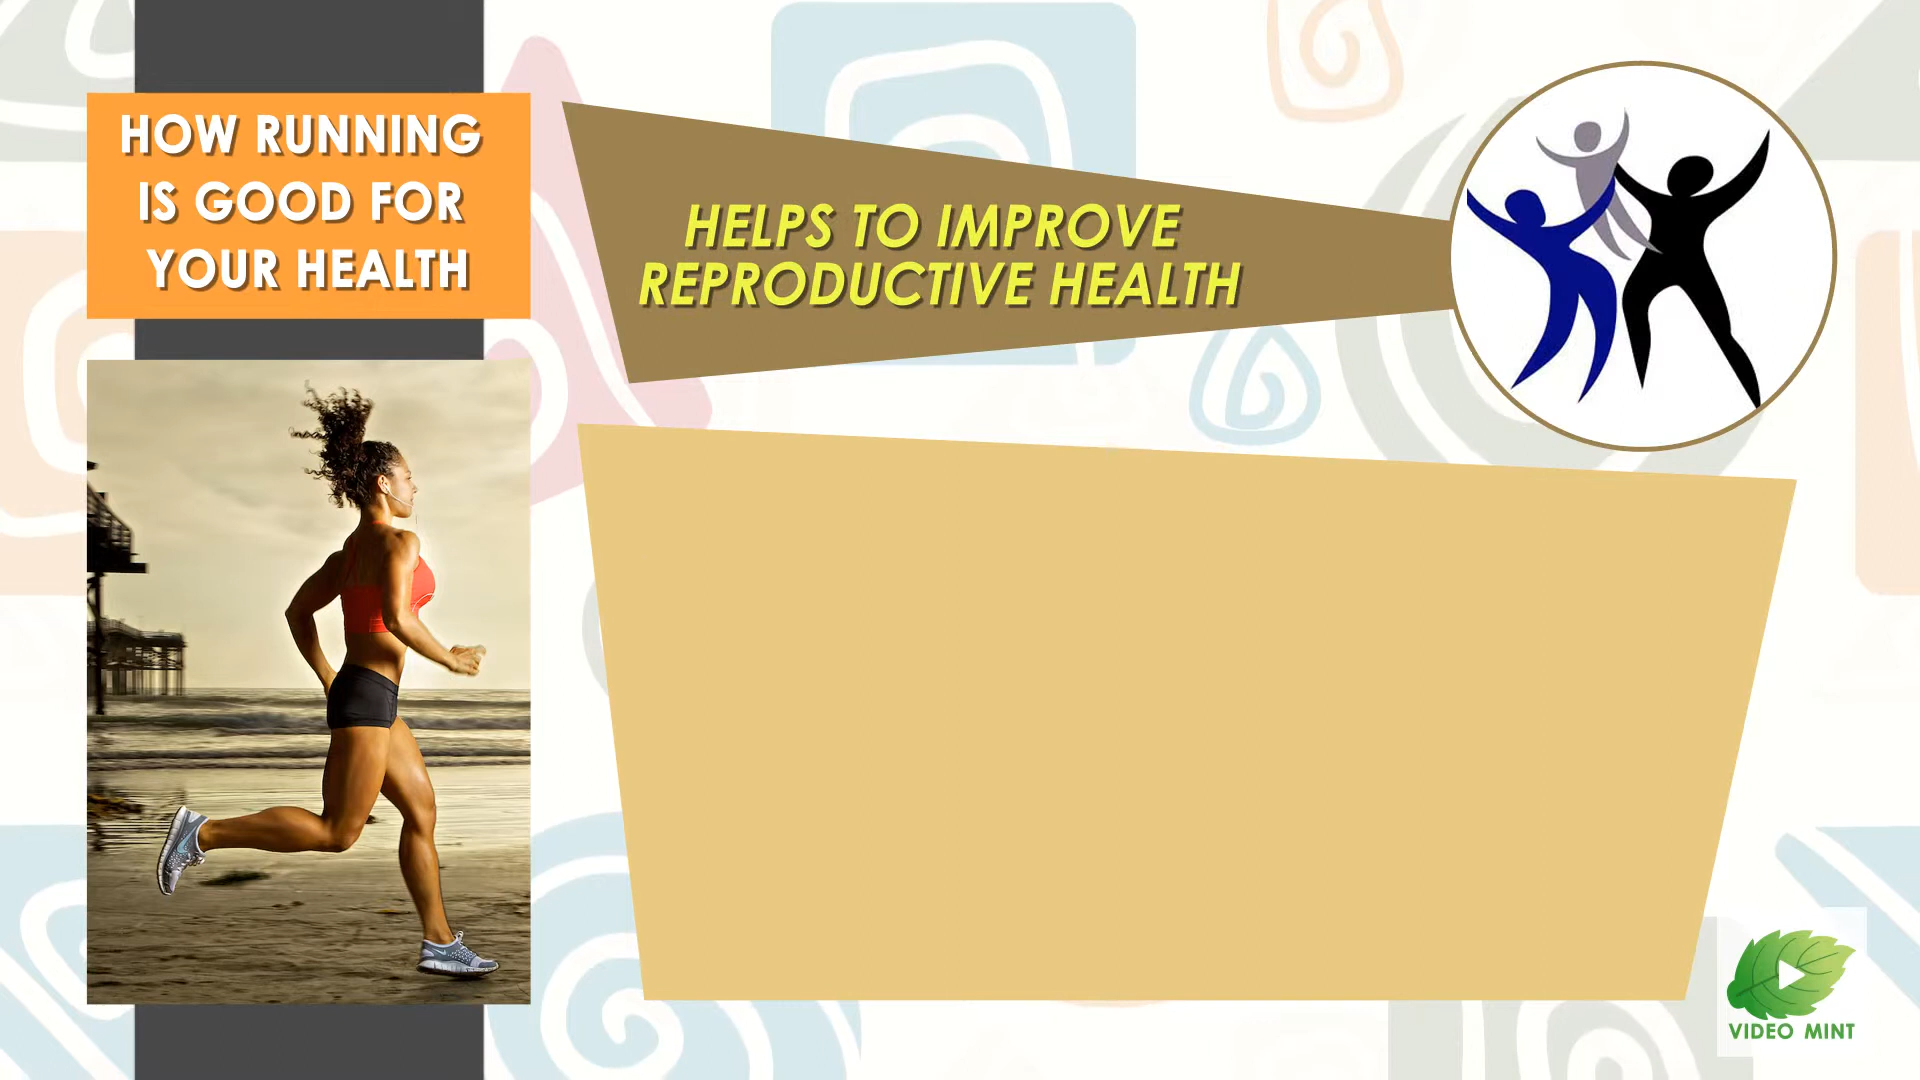 HOW RUNNING
IS GOOD FOR
YOUR HEALTH
HELPS TO IMPROVE
REPRODUCTIVE HEALTH
VIDEO MINT